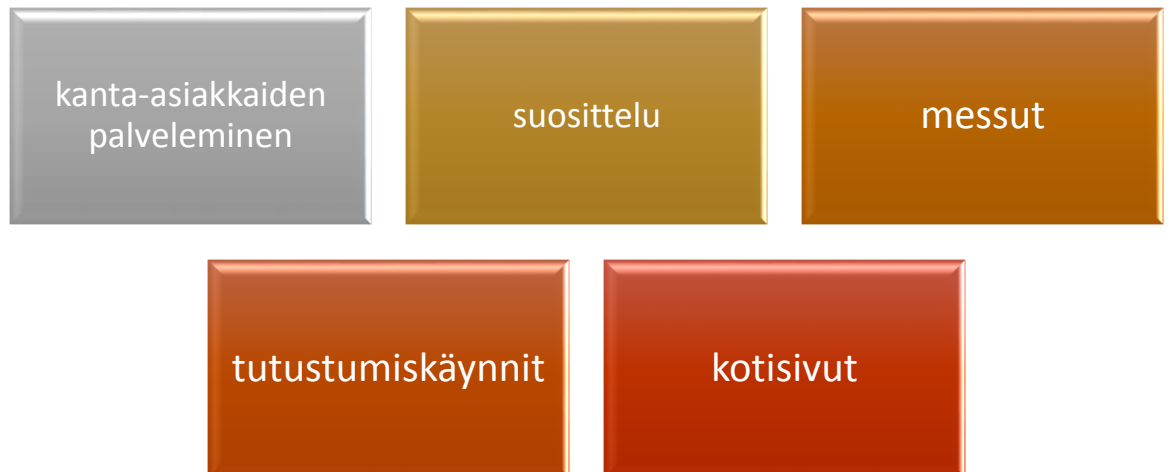 kanta-asiakkaiden
palveleminen
suosittelu
messut
tutustumiskäynnit
kotisivut